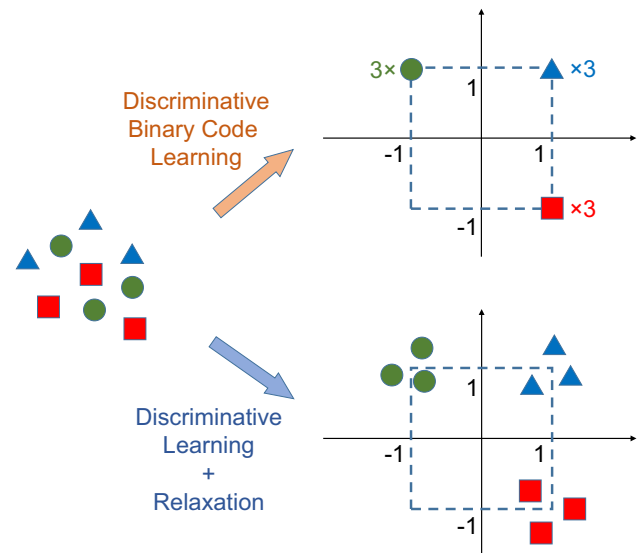 Discriminative
Binary Code
Learning
3×
×3
1
-1
1
-1
×3
Discriminative
Learning
+
Relaxation
1
-1
1
-1